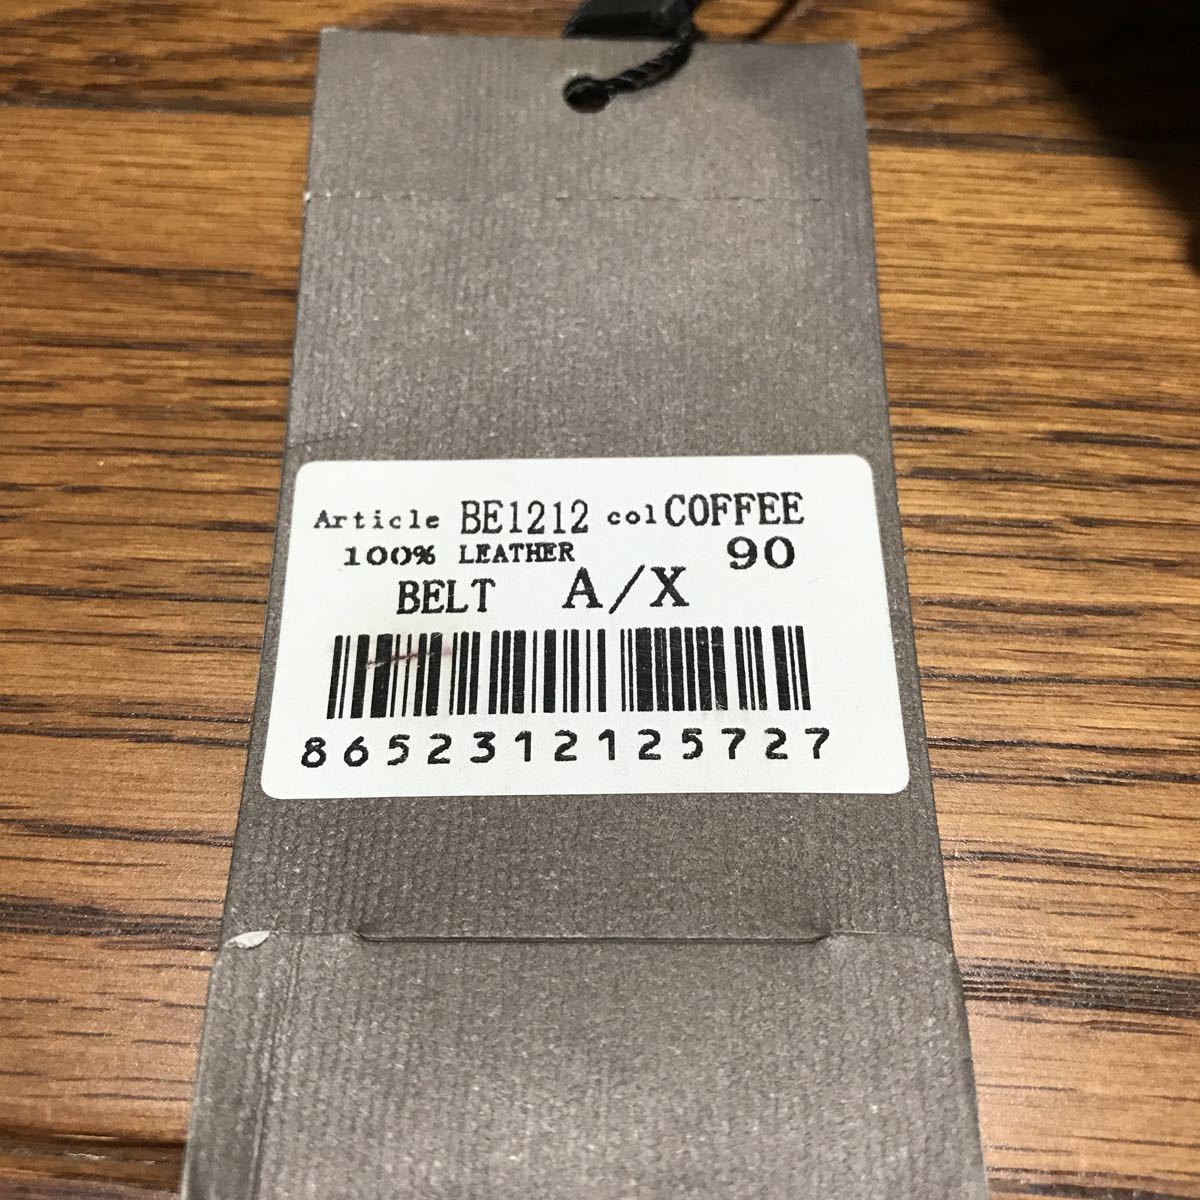 Article BE1212 col COFFEE
100% LEATHER 90
BELT A/X
8652312125727